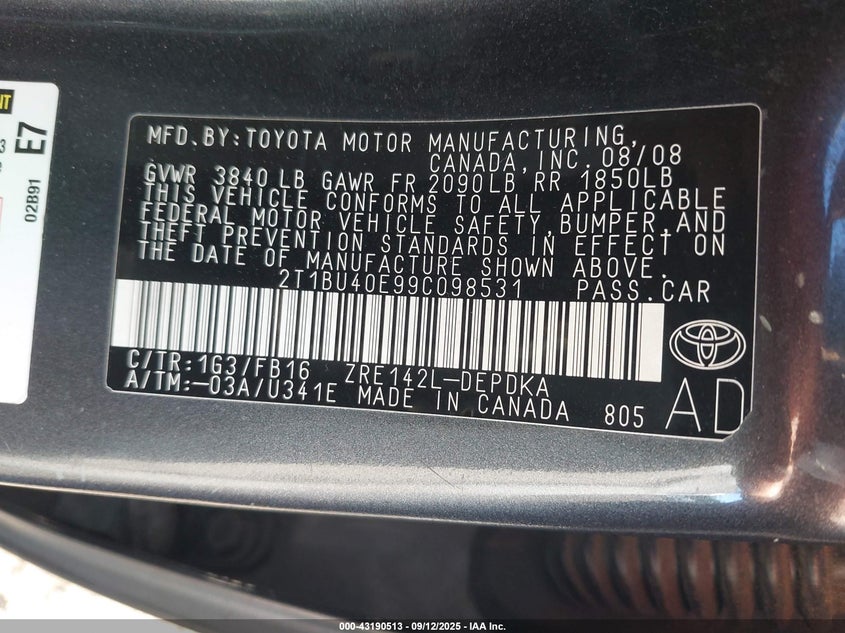 NT
3
E7
02B91
MFD.BY:TOYOTA MOTOR MANUFACTURING,
CANADA,INC. 08/08
GVWR 3840 LB GAWR FR 2090LB RR 1850LB
THIS VEHICLE CONFORMS TO ALL APPLICABLE
FEDERAL MOTOR VEHICLE SAFETY,BUMPER,AND
THEFT PREVENTION STANDARDS IN EFFECT ON
THE DATE OF MANUFACTURE SHOWN ABOVE.
2T1BU40E99C098531 PASS.CAR
C/TR:1G3/FB16 ZRE142L-DEPDKA
A/TM:-03A/U341E MADE IN CANADA 805
AD
000-43190513 - 09/12/2025 - IAA Inc.